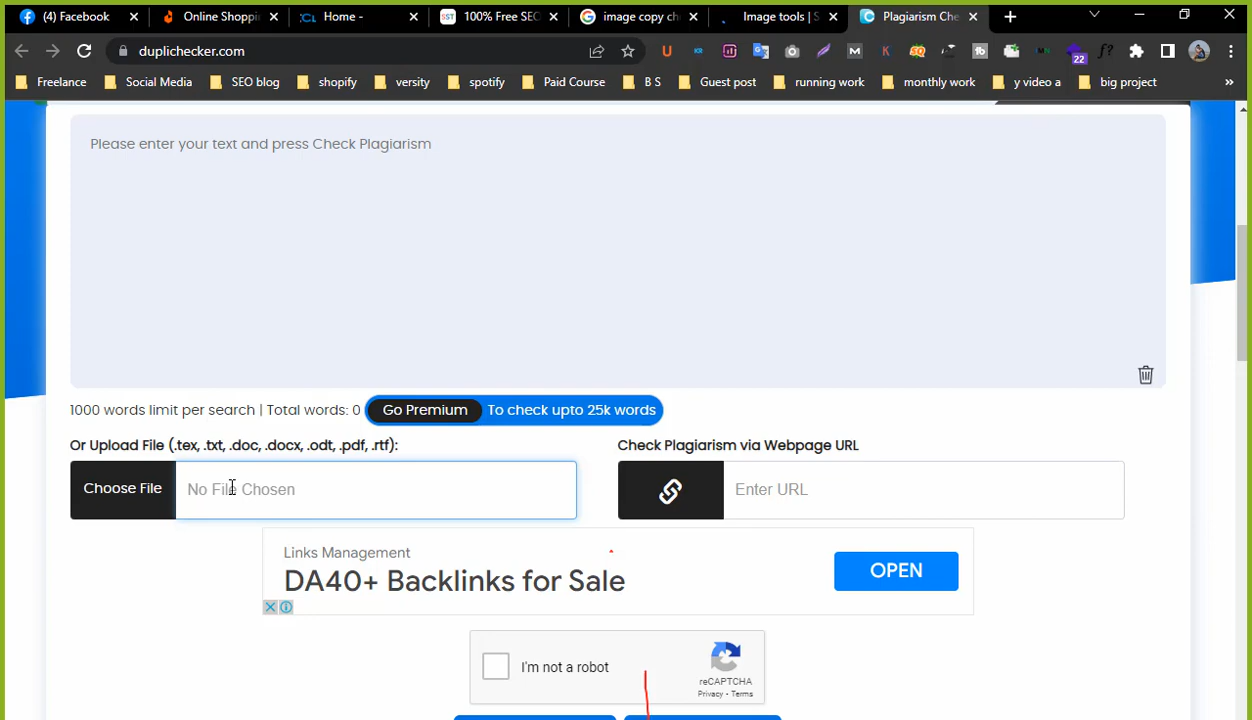 (4) Facebook
Online Shoppi
Home -
100% Free SEO
image copy ch
Image tools | S
Plagiarism Che
duplichecker.com
22
Freelance
Social Media
SEO blog
shopify
versity
spotify
Paid Course
B S
Guest post
running work
monthly work
y video a
big project
»
Please enter your text and press Check Plagiarism
1000 words limit per search | Total words: 0 Go Premium To check upto 25k words
Or Upload File (.tex, .txt, .doc, .docx, .odt, .pdf, .rtf):
Check Plagiarism via Webpage URL
Choose File No File Chosen
Enter URL
Links Management
DA40+ Backlinks for Sale
OPEN
I'm not a robot
reCAPTCHA
Privacy - Terms